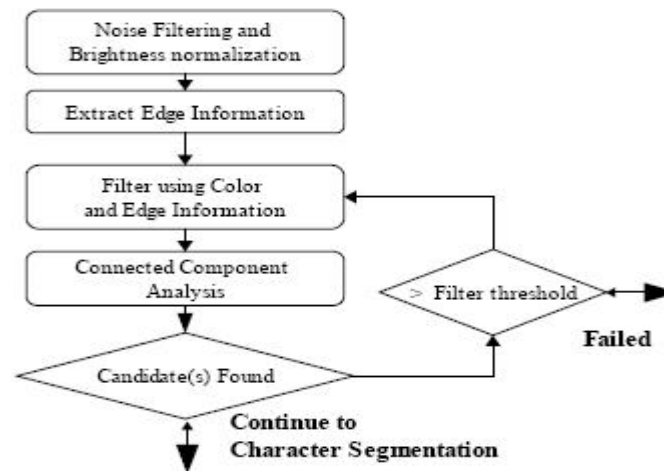 Noise Filtering and
Brightness normalization
Extract Edge Information
Filter using Color
and Edge Information
Connected Component
Analysis
> Filter threshold
Failed
Candidate(s) Found
Continue to
Character Segmentation